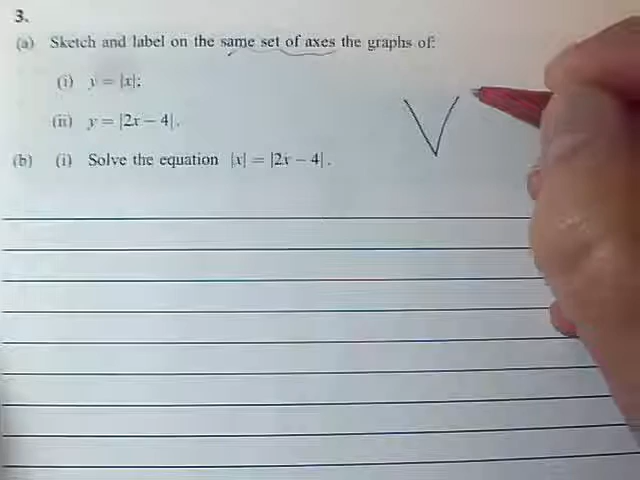 3.
(a) Sketch and label on the same set of axes the graphs of:
(i) y = |x|;
(ii) y = |2x − 4|.
(b) (i) Solve the equation |x| = |2x − 4|.